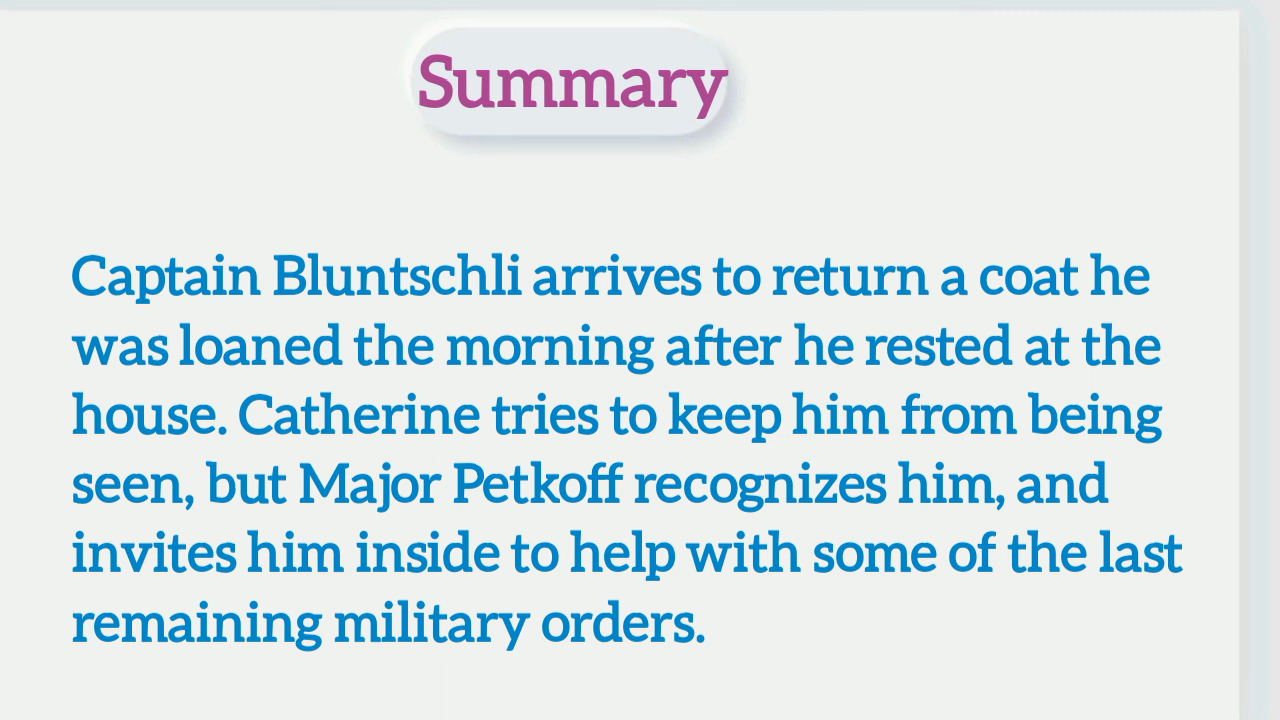 Summary
Captain Bluntschli arrives to return a coat he
was loaned the morning after he rested at the
house. Catherine tries to keep him from being
seen, but Major Petkoff recognizes him, and
invites him inside to help with some of the last
remaining military orders.